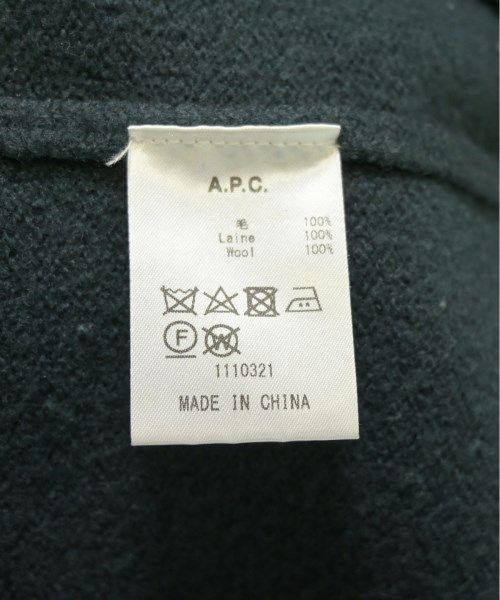 A.P.C.
毛 100%
Laine 100%
Wool 100%
F W
1110321
MADE IN CHINA